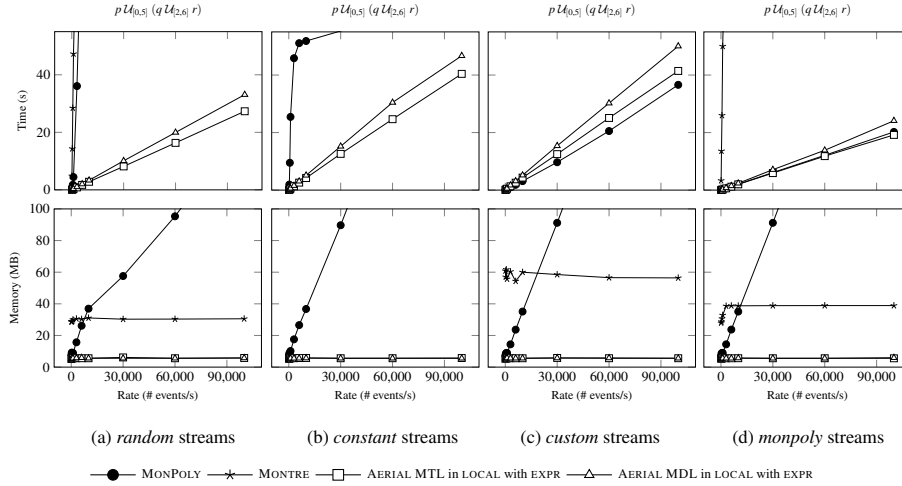 p U[0,5] (q U[2,6] r) p U[0,5] (q U[2,6] r) p U[0,5] (q U[2,6] r) p U[0,5] (q U[2,6] r)
40
20
0
Time (s)
100
80
60
40
20
0
Memory (MB)
0 30,000 60,000 90,000 0 30,000 60,000 90,000 0 30,000 60,000 90,000 0 30,000 60,000 90,000
Rate (# events/s) Rate (# events/s) Rate (# events/s) Rate (# events/s)
(a) random streams (b) constant streams (c) custom streams (d) monpoly streams
MONPOLY MONTRE AERIAL MTL in LOCAL with EXPR AERIAL MDL in LOCAL with EXPR